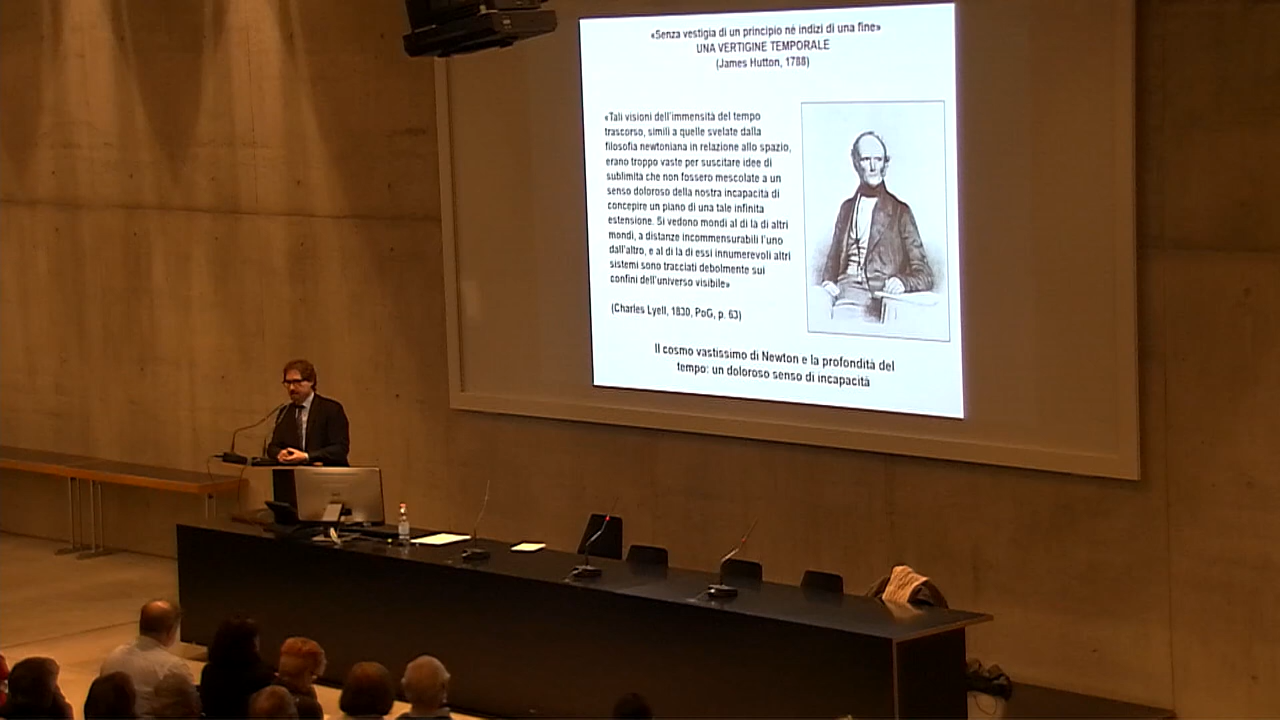 «Senza vestigia di un principio né indizi di una fine»
UNA VERTIGINE TEMPORALE
(James Hutton, 1788)
«Tali visioni dell'immensità del tempo
trascorso, simili a quelle svelate dalla
filosofia newtoniana in relazione allo spazio,
erano troppo vaste per suscitare idee di
sublimità che non fossero mescolate a un
senso doloroso della nostra incapacità di
concepire un piano di una tale infinita
estensione. Si vedono mondi al di là di altri
mondi, a distanze incommensurabili l'uno
dall'altro, e al di là di essi innumerevoli altri
sistemi sono tracciati debolmente sui
confini dell'universo visibile»
(Charles Lyell, 1830, PoG, p. 63)
Il cosmo vastissimo di Newton e la profondità del
tempo: un doloroso senso di incapacità